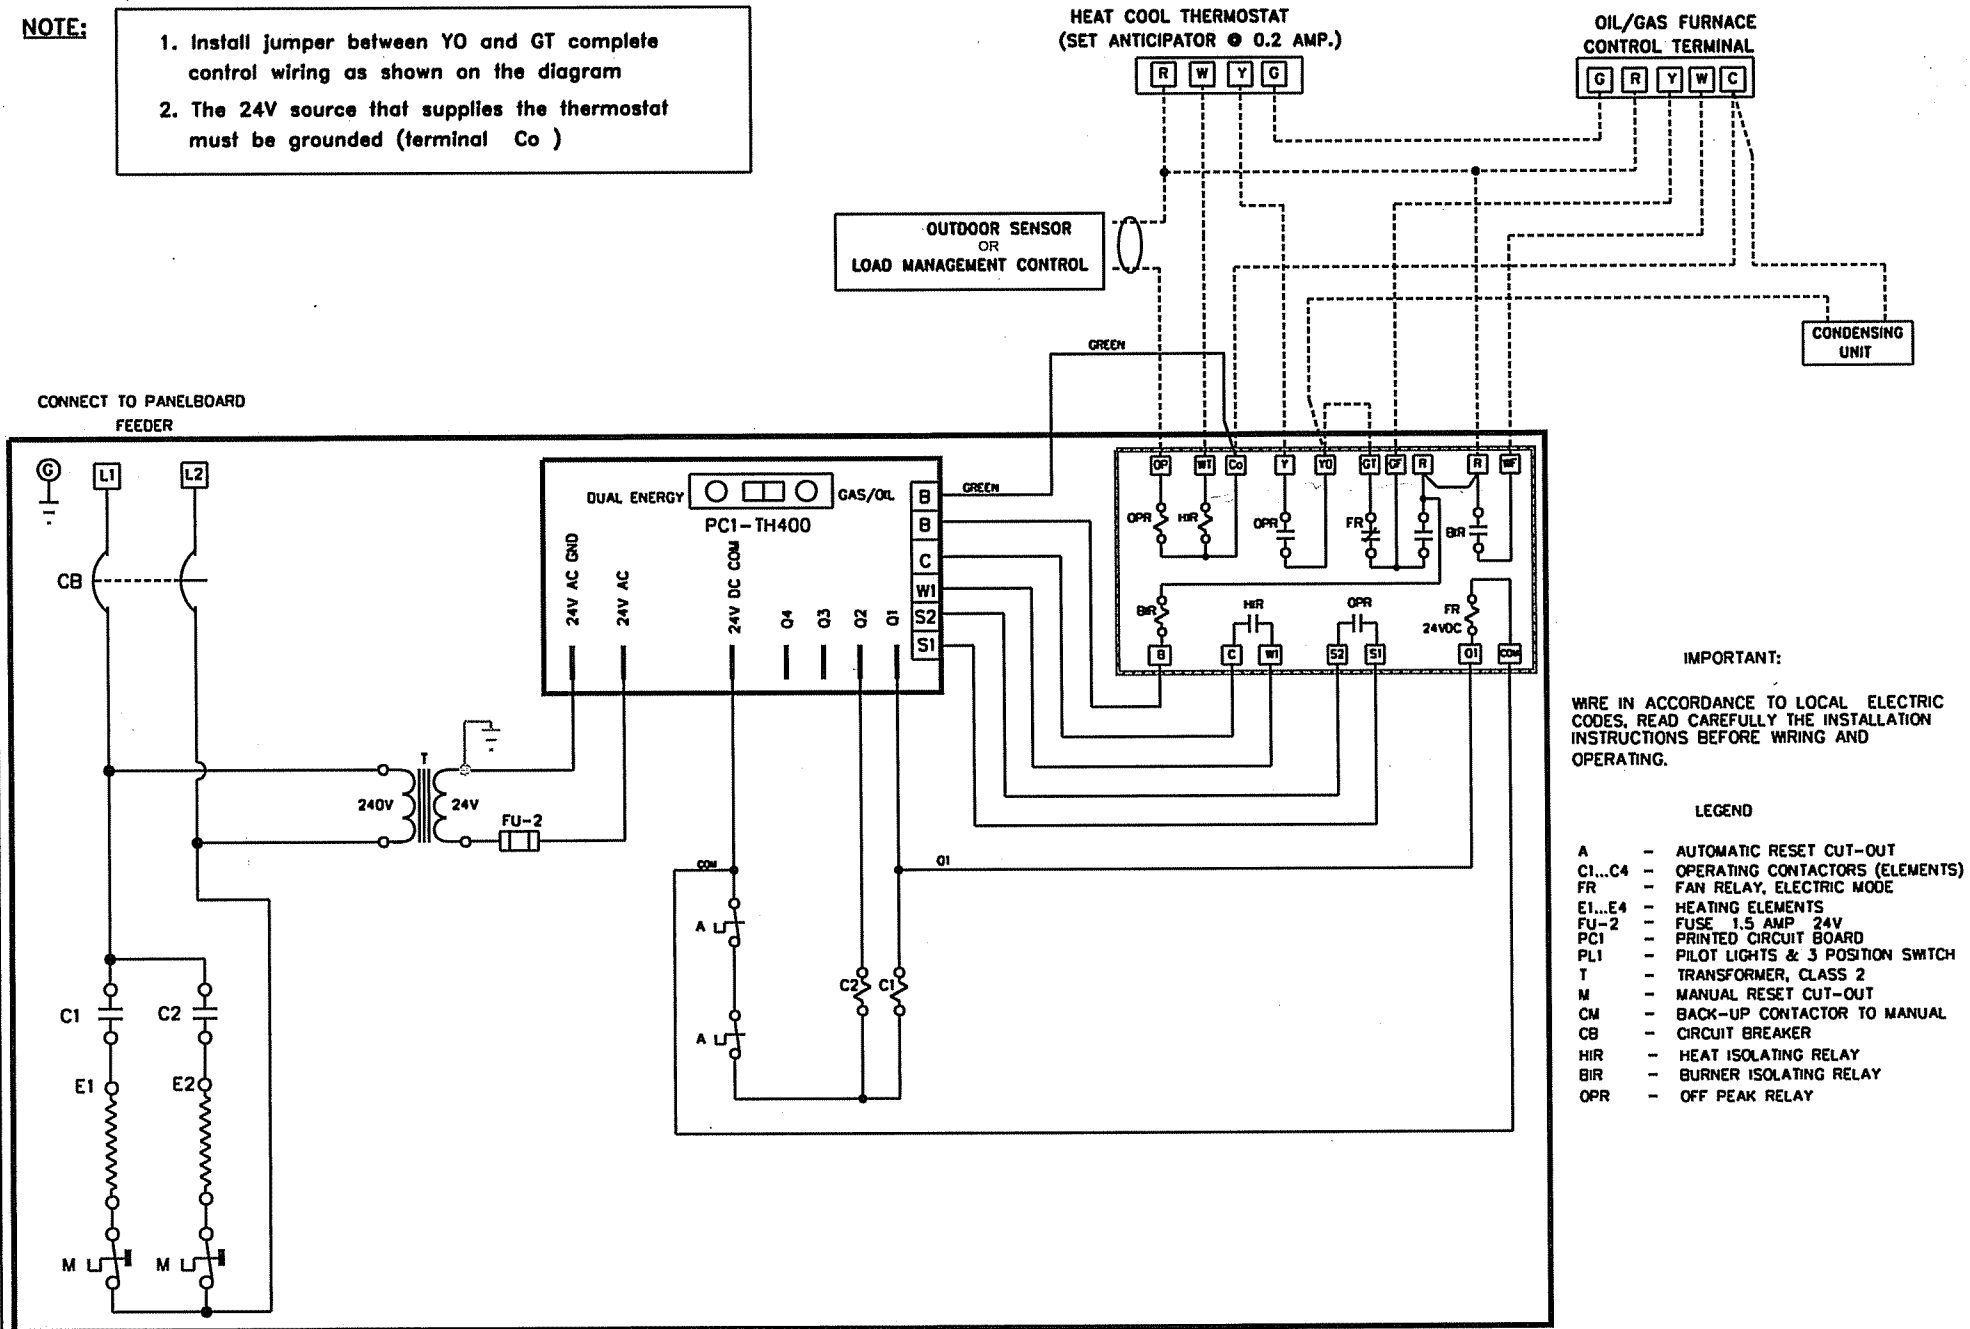 NOTE:
1. Install jumper between YO and GT complete
control wiring as shown on the diagram
2. The 24V source that supplies the thermostat
must be grounded (terminal Co )
HEAT COOL THERMOSTAT
(SET ANTICIPATOR @ 0.2 AMP.)
R W Y G
OIL/GAS FURNACE
CONTROL TERMINAL
G R Y W C
OUTDOOR SENSOR
OR
LOAD MANAGEMENT CONTROL
CONDENSING
UNIT
GREEN
CONNECT TO PANELBOARD
FEEDER
G L1 L2
CB
DUAL ENERGY
GAS/OIL
PC1-TH400
24V AC GND
24V AC
24V DC COM
Q4
Q3
Q2
Q1
B
B
C
W1
S2
S1
GREEN
OP WT Co Y YO GT GF R R WF
OPR HIR OPR FR BIR
BIR HIR OPR FR
24VDC
B C W1 S2 S1 Q1 COM
T
240V 24V
FU-2
COM
Q1
A
C2 C1
A
C1 C2
E1 E2
M M
IMPORTANT:
WIRE IN ACCORDANCE TO LOCAL ELECTRIC
CODES, READ CAREFULLY THE INSTALLATION
INSTRUCTIONS BEFORE WIRING AND
OPERATING.
LEGEND
A - AUTOMATIC RESET CUT-OUT
C1...C4 - OPERATING CONTACTORS (ELEMENTS)
FR - FAN RELAY, ELECTRIC MODE
E1...E4 - HEATING ELEMENTS
FU-2 - FUSE 1.5 AMP 24V
PC1 - PRINTED CIRCUIT BOARD
PL1 - PILOT LIGHTS & 3 POSITION SWITCH
T - TRANSFORMER, CLASS 2
M - MANUAL RESET CUT-OUT
CM - BACK-UP CONTACTOR TO MANUAL
CB - CIRCUIT BREAKER
HIR - HEAT ISOLATING RELAY
BIR - BURNER ISOLATING RELAY
OPR - OFF PEAK RELAY